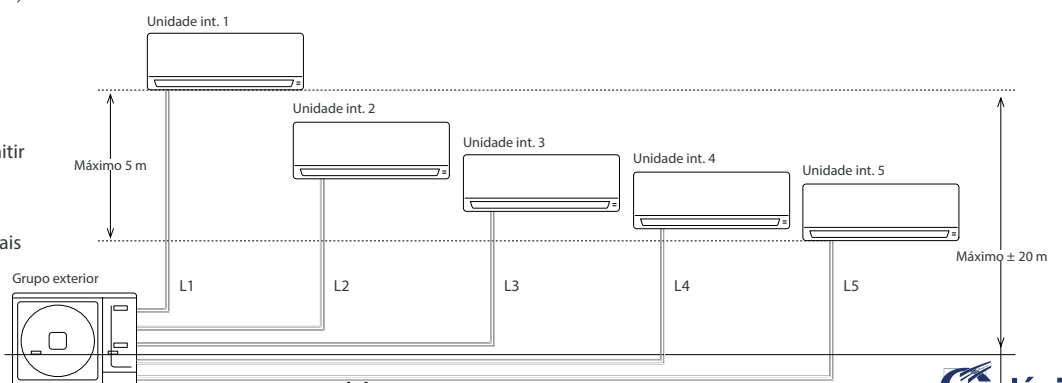 Unidade int. 1
Unidade int. 2
Unidade int. 3
Unidade int. 4
Unidade int. 5
Máximo 5 m
Máximo ± 20 m
ais
Grupo exterior
L1
L2
L3
L4
L5